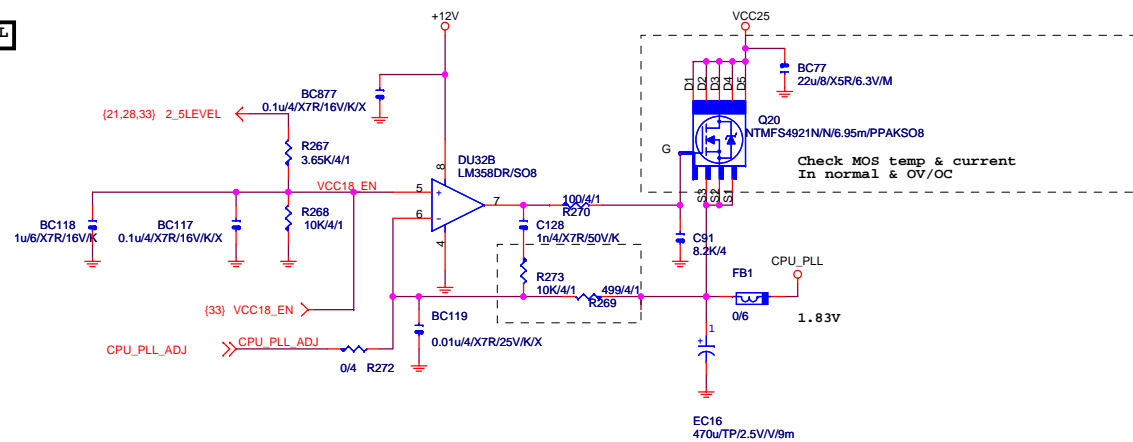 L
+12V
VCC25
BC877
0.1u/4/X7R/16V/K/X
{21,28,33} 2_5LEVEL
R267
3.65K/4/1
DU32B
LM358DR/SO8
8
5
+
6
-
7
4
VCC18_EN
R268
10K/4/1
BC118
1u/6/X7R/16V/K
BC117
0.1u/4/X7R/16V/K/X
{33} VCC18_EN
CPU_PLL_ADJ
CPU_PLL_ADJ
0/4 R272
BC119
0.01u/4/X7R/25V/K/X
100/4/1
R270
C128
1n/4/X7R/50V/K
R273
10K/4/1
499/4/1
R269
C91
8.2K/4
D1
D2
D3
D4
D5
BC77
22u/8/X5R/6.3V/M
Q20
NTMFS4921N/N/6.95m/PPAKSO8
G
S3
S2
S1
Check MOS temp & current
In normal & OV/OC
FB1
0/6
CPU_PLL
1.83V
1
+
EC16
470u/TP/2.5V/V/9m